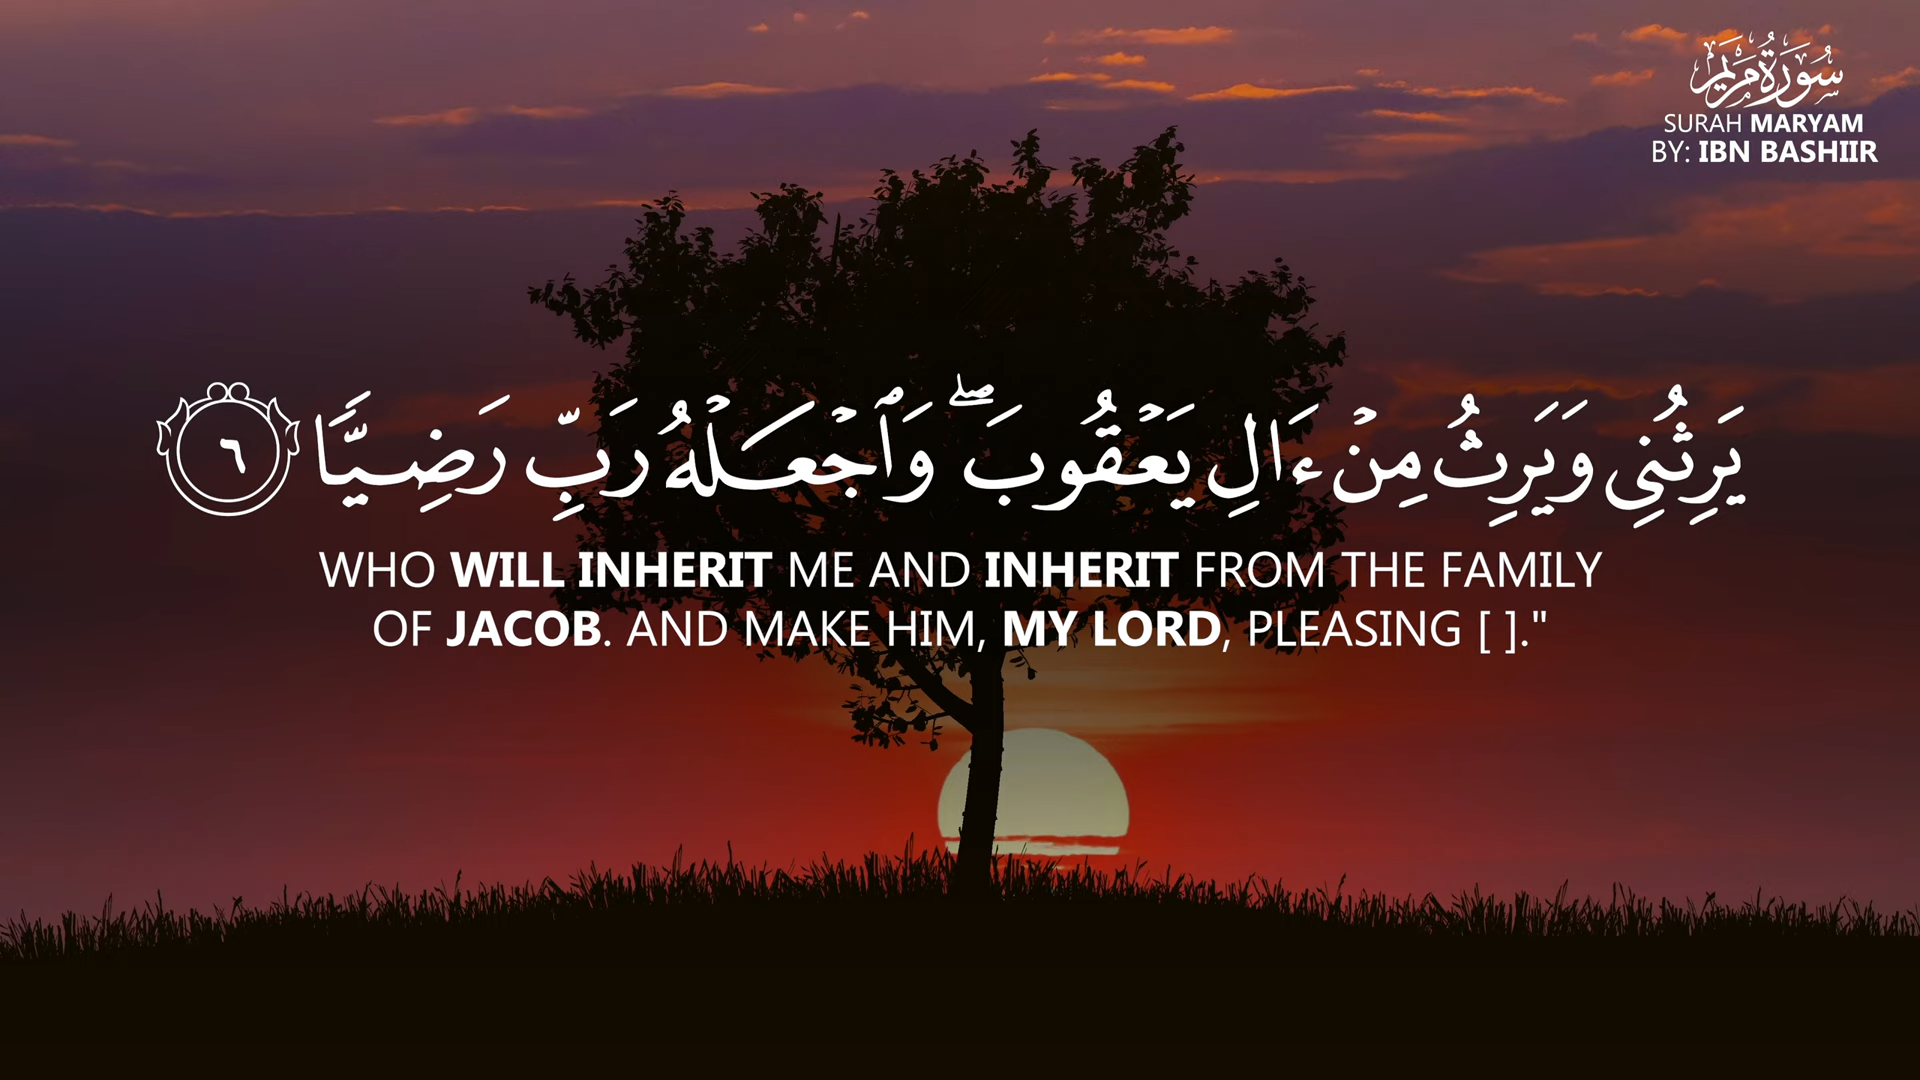 سُورَةُ مَرْيَم
SURAH MARYAM
BY: IBN BASHIIR
يَرِثُنِى وَيَرِثُ مِنْ ءَالِ يَعْقُوبَ ۖ وَٱجْعَلْهُ رَبِّ رَضِيًّا ٦
WHO WILL INHERIT ME AND INHERIT FROM THE FAMILY
OF JACOB. AND MAKE HIM, MY LORD, PLEASING [ ]."